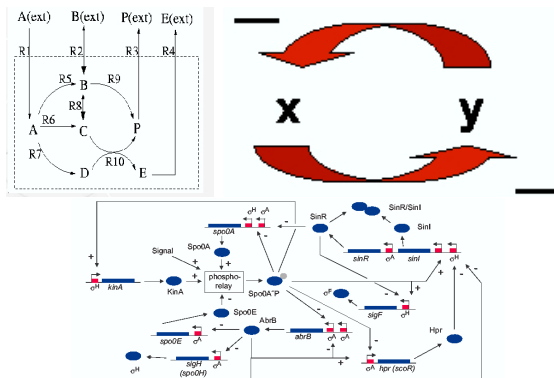 A(ext) B(ext) P(ext) E(ext)
R1 R2 R3 R4
R5 B R9
R8
A R6 C P
R7
D R10 E
x y
σH σA
spo0A
Signal
Spo0A
SinR
SinR/SinI
SinI
σA σH
sinR sinI
σH kinA
KinA
phospho-
relay
Spo0A~P
σF
sigF
Spo0E
AbrB
spo0E σA
abrB
σA σA
Hpr
σH
sigH σA
(spo0H)
σA hpr (scoR)
+ + + + + + + + +
- - - - - - - - - -